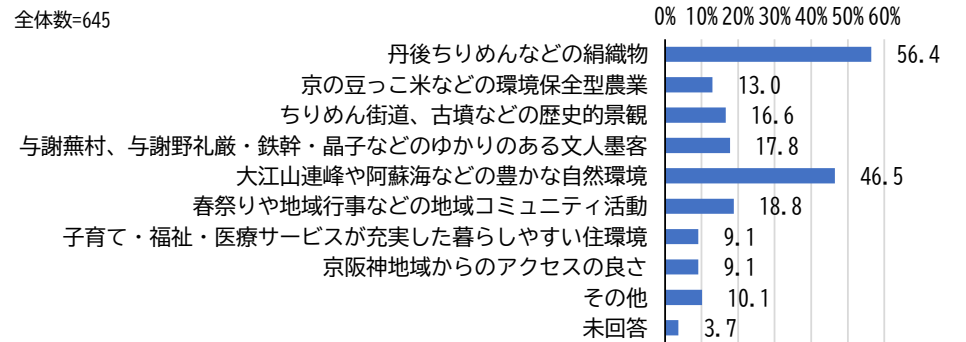 全体数=645
0% 10% 20% 30% 40% 50% 60%
丹後ちりめんなどの絹織物 56.4
京の豆っこ米などの環境保全型農業 13.0
ちりめん街道、古墳などの歴史的景観 16.6
与謝蕪村、与謝野礼厳・鉄幹・晶子などのゆかりのある文人墨客 17.8
大江山連峰や阿蘇海などの豊かな自然環境 46.5
春祭りや地域行事などの地域コミュニティ活動 18.8
子育て・福祉・医療サービスが充実した暮らしやすい住環境 9.1
京阪神地域からのアクセスの良さ 9.1
その他 10.1
未回答 3.7